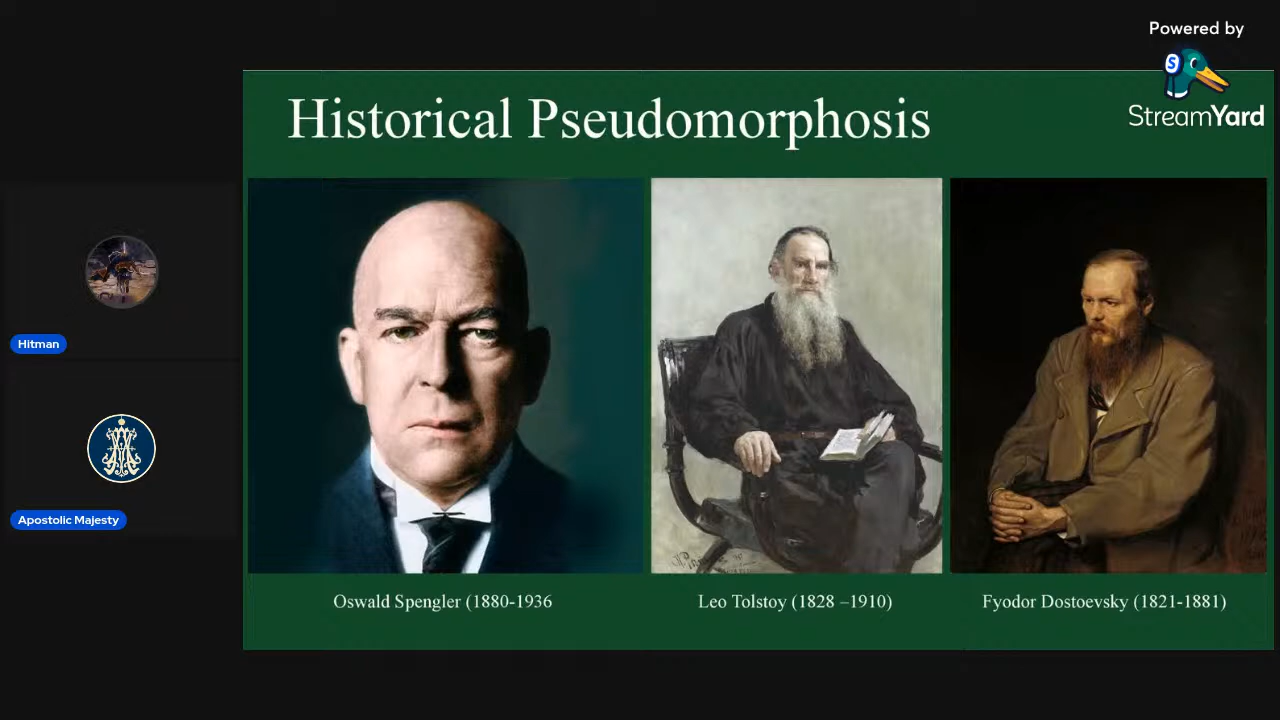 Powered by
S
StreamYard
Historical Pseudomorphosis
Hitman
Apostolic Majesty
Oswald Spengler (1880-1936
Leo Tolstoy (1828 –1910)
Fyodor Dostoevsky (1821-1881)